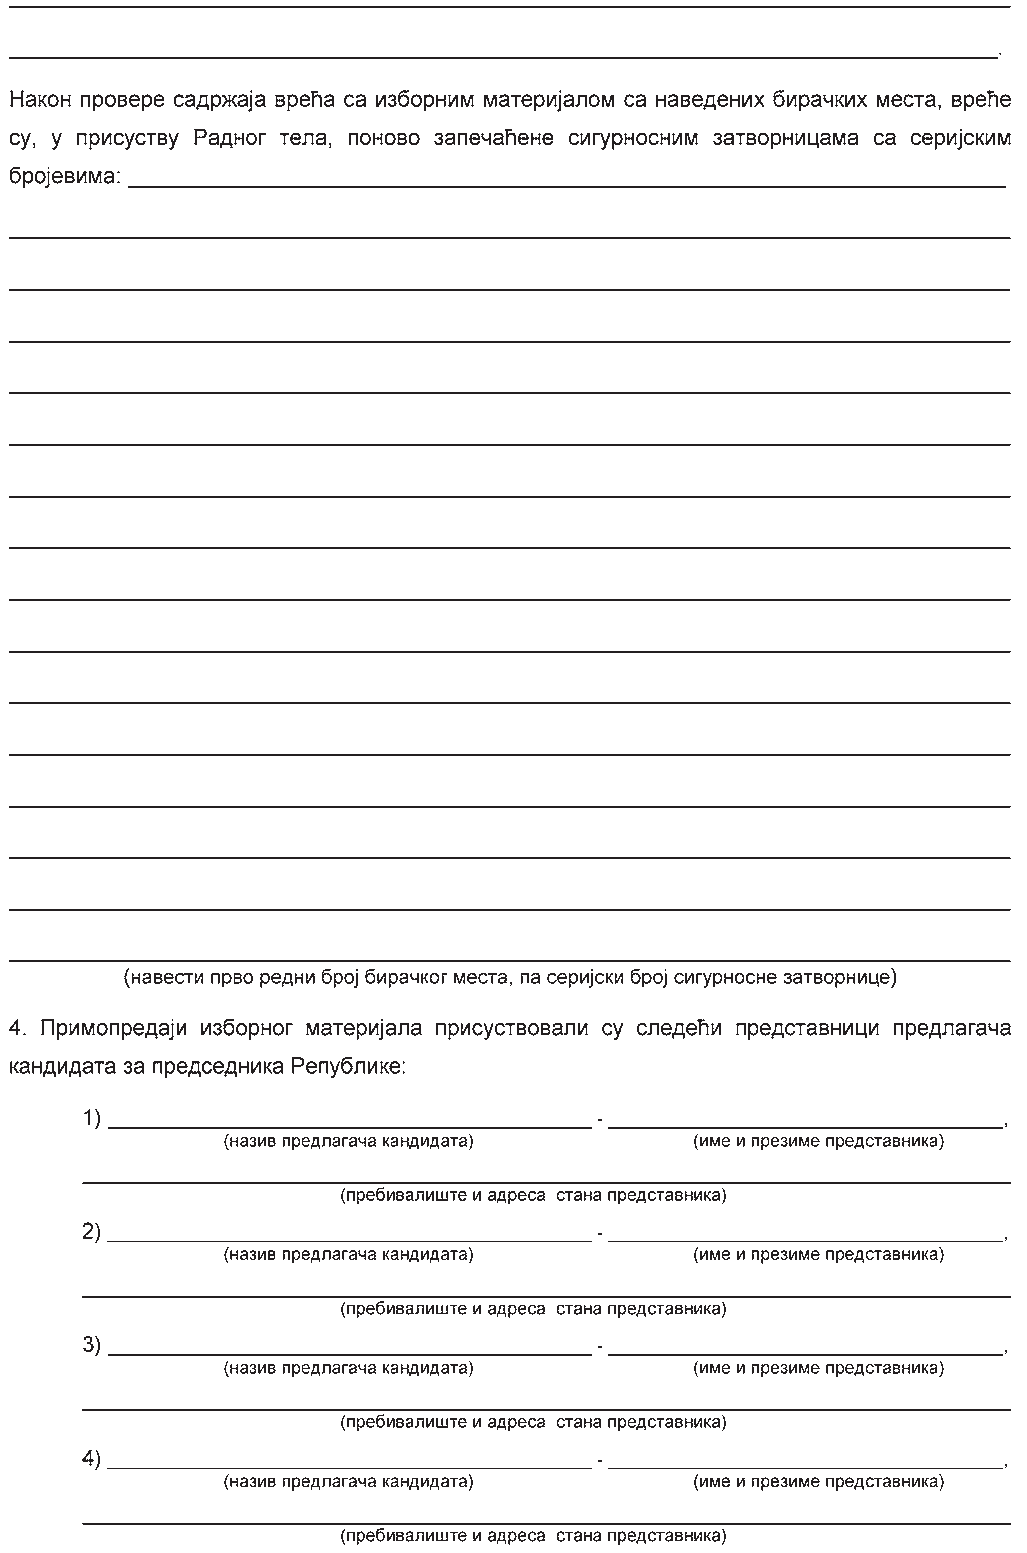 .
Након провере садржаја врећа са изборним материјалом са наведених бирачких места, вреће
су, у присуству Радног тела, поново запечаћене сигурносним затворницама са серијским
бројевима:
(навести прво редни број бирачког места, па серијски број сигурносне затворнице)
4. Примопредаји изборног материјала присуствовали су следећи представници предлагача
кандидата за председника Републике:
1) - ,
(назив предлагача кандидата) (име и презиме представника)
(пребивалиште и адреса стана представника)
2) - ,
(назив предлагача кандидата) (име и презиме представника)
(пребивалиште и адреса стана представника)
3) - ,
(назив предлагача кандидата) (име и презиме представника)
(пребивалиште и адреса стана представника)
4) - ,
(назив предлагача кандидата) (име и презиме представника)
(пребивалиште и адреса стана представника)